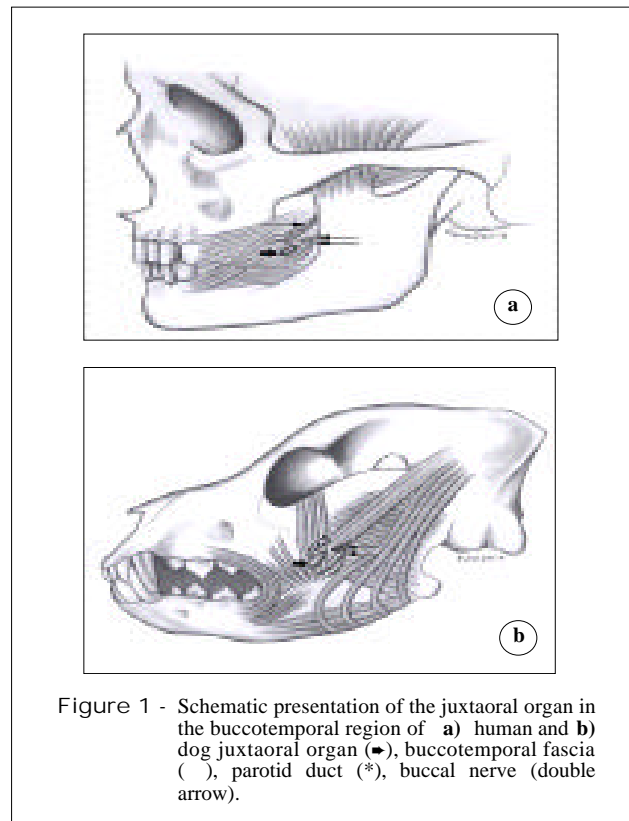 a
b
Figure 1 - Schematic presentation of the juxtaoral organ in
the buccotemporal region of a) human and b)
dog juxtaoral organ (➨), buccotemporal fascia
( ), parotid duct (*), buccal nerve (double
arrow).